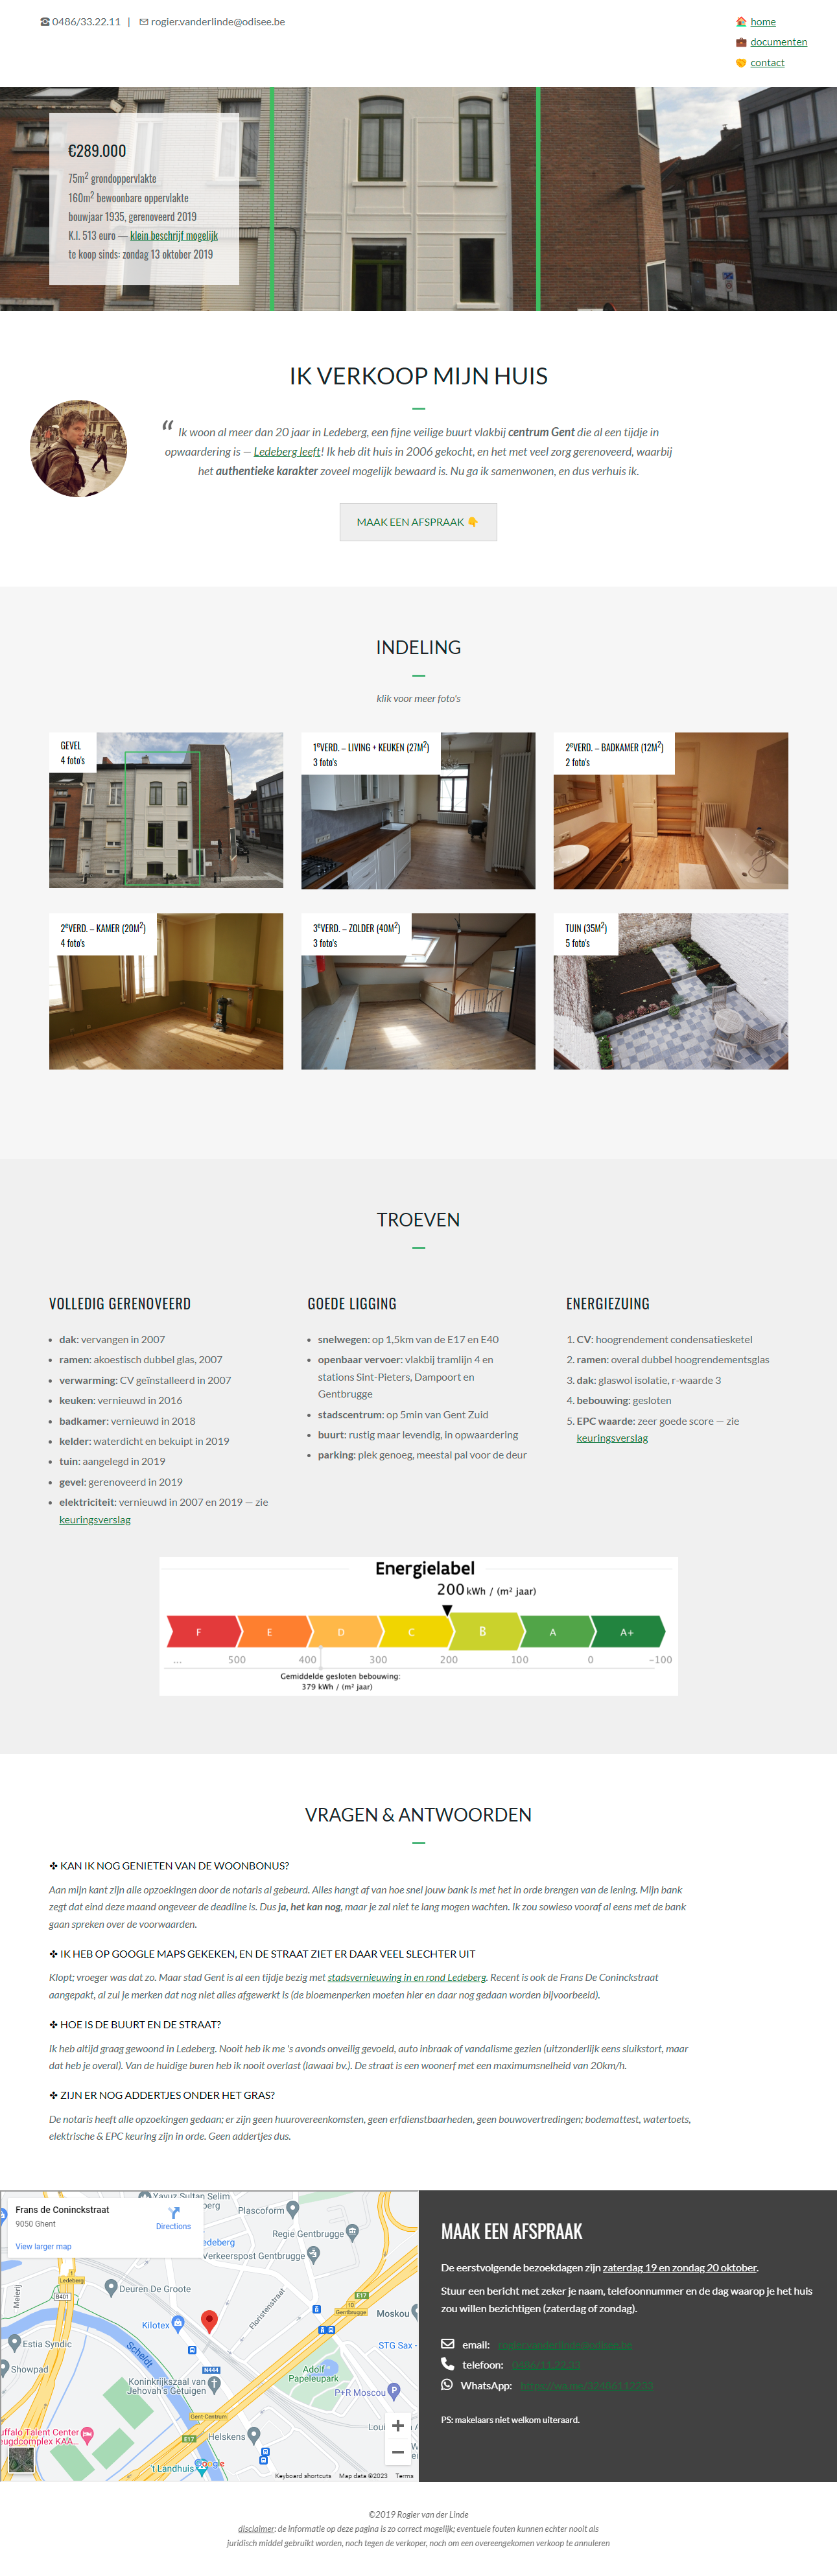 ☎ 0486/33.22.11 | ✉ rogier.vanderlinde@odisee.be
home
documenten
contact
€289.000
75m² grondoppervlakte
160m² bewoonbare oppervlakte
bouwjaar 1935, gerenoveerd 2019
K.I. 513 euro — klein beschrijf mogelijk
te koop sinds: zondag 13 oktober 2019
IK VERKOOP MIJN HUIS
“ Ik woon al meer dan 20 jaar in Ledeberg, een fijne veilige buurt vlakbij centrum Gent die al een tijdje in
opwaardering is — Ledeberg leeft! Ik heb dit huis in 2006 gekocht, en het met veel zorg gerenoveerd, waarbij
het authentieke karakter zoveel mogelijk bewaard is. Nu ga ik samenwonen, en dus verhuis ik.
MAAK EEN AFSPRAAK 👇
INDELING
klik voor meer foto's
GEVEL
4 foto's
1eVERD. – LIVING + KEUKEN (27M²)
3 foto's
2eVERD. – BADKAMER (12M²)
2 foto's
2eVERD. – KAMER (20M²)
4 foto's
3eVERD. – ZOLDER (40M²)
3 foto's
TUIN (35M²)
5 foto's
TROEVEN
VOLLEDIG GERENOVEERD
• dak: vervangen in 2007
• ramen: akoestisch dubbel glas, 2007
• verwarming: CV geïnstalleerd in 2007
• keuken: vernieuwd in 2016
• badkamer: vernieuwd in 2018
• kelder: waterdicht en bekuipt in 2019
• tuin: aangelegd in 2019
• gevel: gerenoveerd in 2019
• elektriciteit: vernieuwd in 2007 en 2019 — zie
keuringsverslag
GOEDE LIGGING
• snelwegen: op 1,5km van de E17 en E40
• openbaar vervoer: vlakbij tramlijn 4 en
stations Sint-Pieters, Dampoort en
Gentbrugge
• stadscentrum: op 5min van Gent Zuid
• buurt: rustig maar levendig, in opwaardering
• parking: plek genoeg, meestal pal voor de deur
ENERGIEZUING
1. CV: hoogrendement condensatiesketel
2. ramen: overal dubbel hoogrendementsglas
3. dak: glaswol isolatie, r-waarde 3
4. bebouwing: gesloten
5. EPC waarde: zeer goede score — zie
keuringsverslag
Energielabel
200 kWh / (m² jaar)
F E D C B A A+
... 500 400 300 200 100 0 −100
Gemiddelde gesloten bebouwing:
379 kWh / (m² jaar)
VRAGEN & ANTWOORDEN
✤ KAN IK NOG GENIETEN VAN DE WOONBONUS?
Aan mijn kant zijn alle opzoekingen door de notaris al gebeurd. Alles hangt af van hoe snel jouw bank is met het in orde brengen van de lening. Mijn bank
zegt dat eind deze maand ongeveer de deadline is. Dus ja, het kan nog, maar je zal niet te lang mogen wachten. Ik zou sowieso vooraf al eens met de bank
gaan spreken over de voorwaarden.
✤ IK HEB OP GOOGLE MAPS GEKEKEN, EN DE STRAAT ZIET ER DAAR VEEL SLECHTER UIT
Klopt; vroeger was dat zo. Maar stad Gent is al een tijdje bezig met stadsvernieuwing in en rond Ledeberg. Recent is ook de Frans De Coninckstraat
aangepakt, al zul je merken dat nog niet alles afgewerkt is (de bloemenperken moeten hier en daar nog gedaan worden bijvoorbeeld).
✤ HOE IS DE BUURT EN DE STRAAT?
Ik heb altijd graag gewoond in Ledeberg. Nooit heb ik me 's avonds onveilig gevoeld, auto inbraak of vandalisme gezien (uitzonderlijk eens sluikstort, maar
dat heb je overal). Van de huidige buren heb ik nooit overlast (lawaai bv.). De straat is een woonerf met een maximumsnelheid van 20km/h.
✤ ZIJN ER NOG ADDERTJES ONDER HET GRAS?
De notaris heeft alle opzoekingen gedaan; er zijn geen huurovereenkomsten, geen erfdienstbaarheden, geen bouwovertredingen; bodemattest, watertoets,
elektrische & EPC keuring zijn in orde. Geen addertjes dus.
Frans de Coninckstraat
9050 Ghent
Directions
View larger map
Yavuz Sultan Selim
Plascoform
Regie Gentbrugge
Verkeerspost Gentbrugge
Ledeberg
B401
Meierij
Deuren De Grote
E17
Gentbrugge
Floristenstraat
Moskou
Kilotex
Estia Syndic
STG Sax -
Scheldt
Showpad
N444
Adolf
Papeleupark
Koninkrijkszaal van
Jehovah's Getuigen
P+R Moscou
Gent-Centrum
uffalo Talent Center
eugdcomplex KAA...
E17
Helskens
't Landhuis
Google
Keyboard shortcuts Map data ©2023 Terms
MAAK EEN AFSPRAAK
De eerstvolgende bezoekdagen zijn zaterdag 19 en zondag 20 oktober.
Stuur een bericht met zeker je naam, telefoonnummer en de dag waarop je het huis
zou willen bezichtigen (zaterdag of zondag).
email: rogier.vanderlinde@odisee.be
telefoon:
WhatsApp:
PS: makelaars niet welkom uiteraard.
©2019 Rogier van der Linde
disclaimer: de informatie op deze pagina is zo correct mogelijk; eventuele fouten kunnen echter nooit als
juridisch middel gebruikt worden, noch tegen de verkoper, noch om een overeengekomen verkoop te annuleren